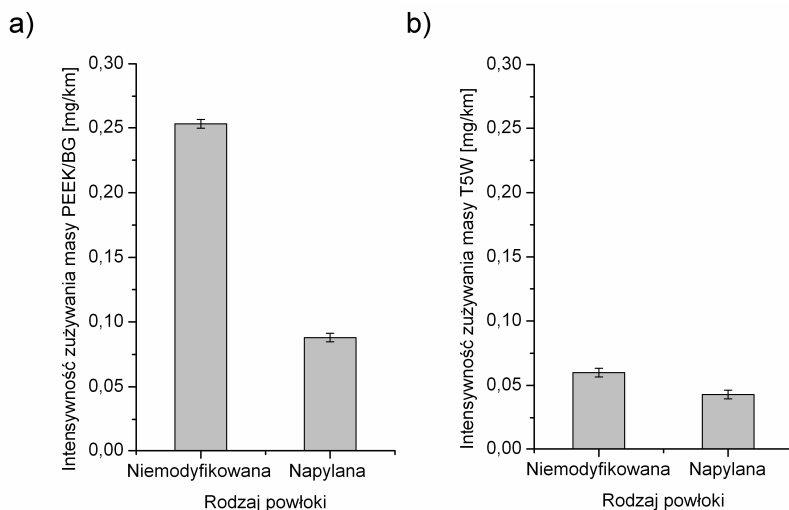 a)
Intensywność zużywania masy PEEK/BG [mg/km]
0,30
0,25
0,20
0,15
0,10
0,05
0,00
Niemodyfikowana
Napylana
Rodzaj powłoki
b)
Intensywność zużywania masy T5W [mg/km]
0,30
0,25
0,20
0,15
0,10
0,05
0,00
Niemodyfikowana
Napylana
Rodzaj powłoki